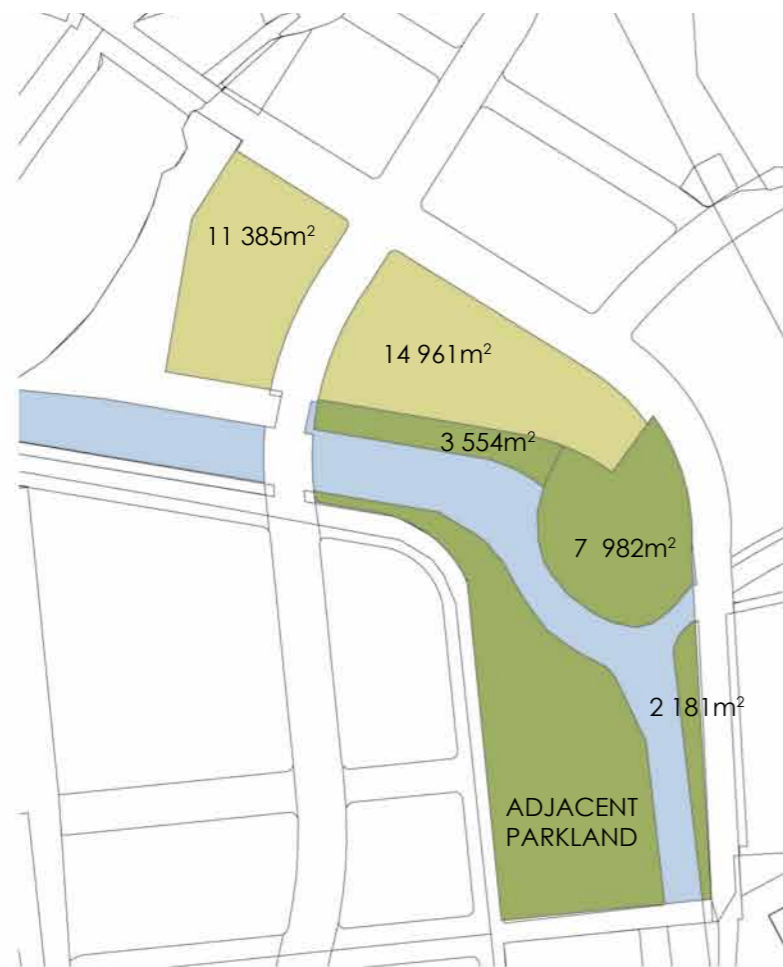 11 385m²
14 961m²
3 554m²
7 982m²
2 181m²
ADJACENT
PARKLAND